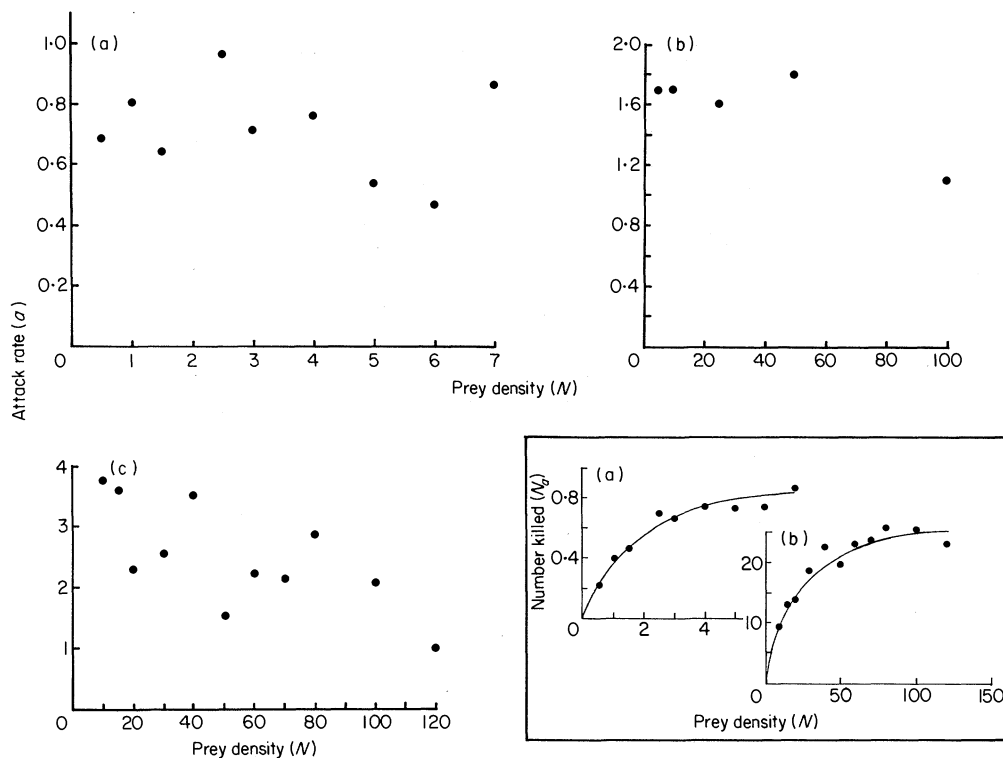 (a)
1·0
0·8
0·6
0·4
0·2
0 1 2 3 4 5 6 7
(b)
2·0
1·6
1·2
0·8
0·4
0 20 40 60 80 100
Attack rate (a)
Prey density (N)
(c)
4
3
2
1
0 20 40 60 80 100 120
Prey density (N)
(a)
Number killed (Na)
0·8
0·4
0 2 4
(b)
20
10
0 50 100 150
Prey density (N)